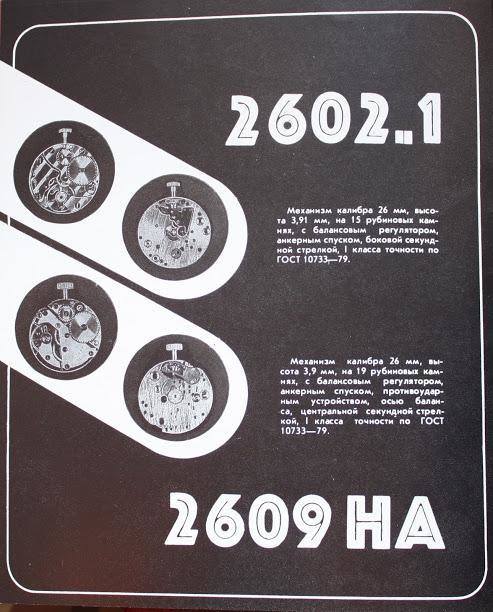 2602.1
Механизм калибра 26 мм, высо-
та 3,91 мм, на 15 рубиновых кам-
нях, с балансовым регулятором,
анкерным спуском, боковой секунд-
ной стрелкой, I класса точности по
ГОСТ 10733,—79.
Механизм калибра 26 мм, вы-
сота 3,9 мм, на 19 рубиновых кам-
нях, с балансовым регулятором,
анкерным спуском, противоудар-
ным устройством, осью балан-
са, центральной секундной стрел-
кой, I класса точности по ГОСТ
10733—79.
2609 НА